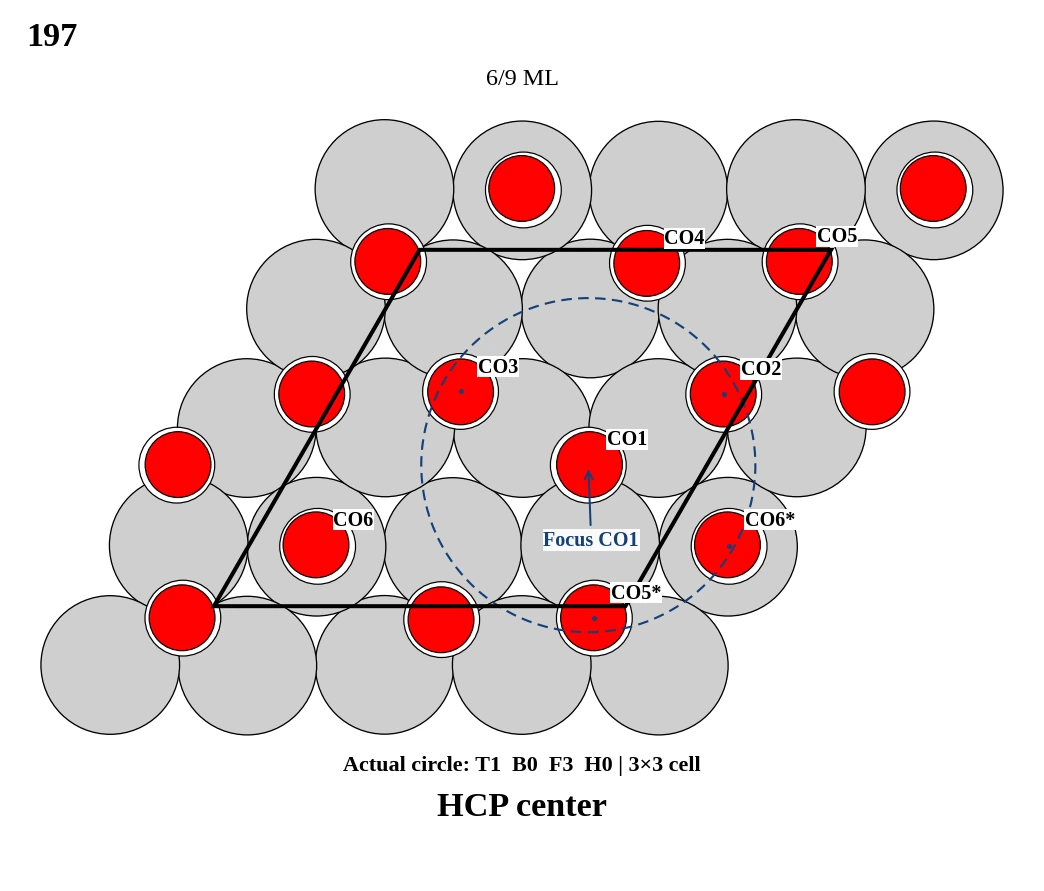 197
6/9 ML
CO4
CO5
CO3
CO2
CO1
CO6
Focus CO1
CO6*
CO5*
Actual circle: T1  B0  F3  H0 | 3×3 cell
HCP center